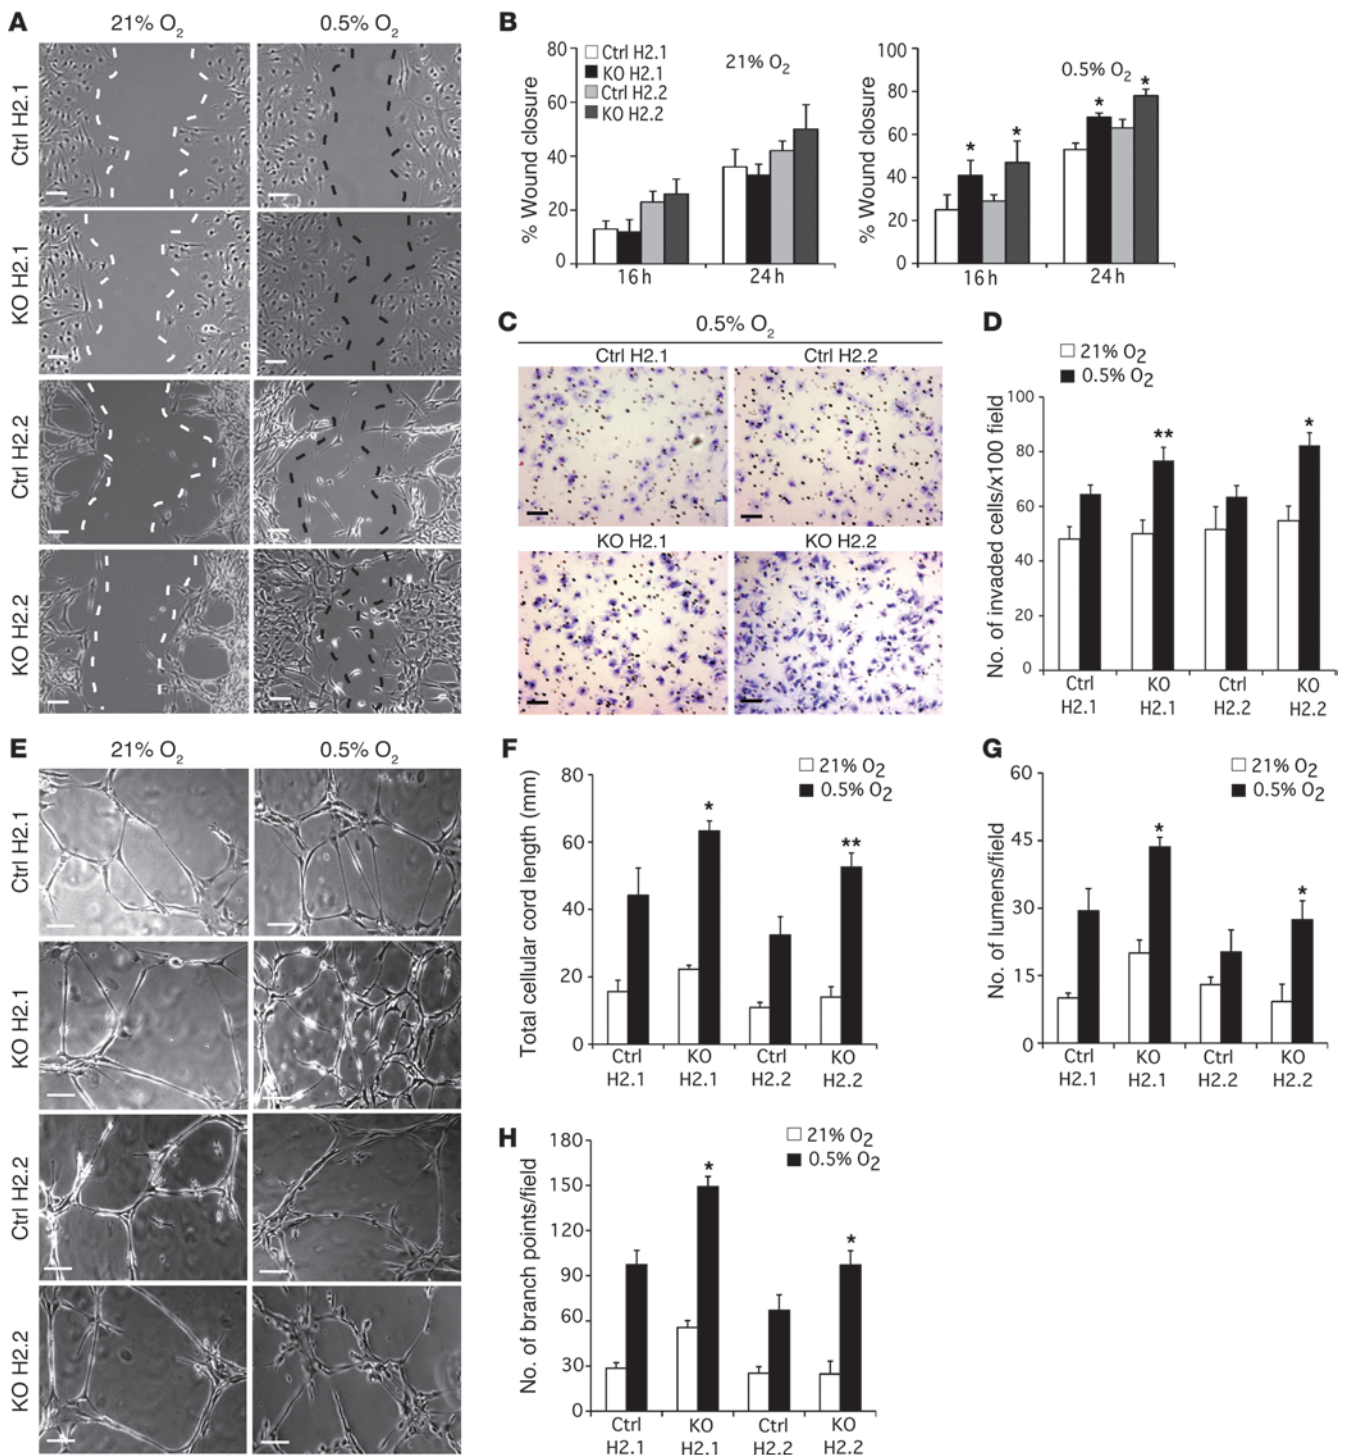 A
21% O2
0.5% O2
Ctrl H2.1
KO H2.1
Ctrl H2.2
KO H2.2
B
% Wound closure
80
60
40
20
0
Ctrl H2.1
KO H2.1
Ctrl H2.2
KO H2.2
21% O2
16h
24h
% Wound closure
100
80
60
40
20
0
0.5% O2
*
*
*
*
16h
24h
C
0.5% O2
Ctrl H2.1
Ctrl H2.2
KO H2.1
KO H2.2
D
21% O2
0.5% O2
No. of invaded cells/x100 field
100
80
60
40
20
0
**
*
Ctrl
H2.1
KO
H2.1
Ctrl
H2.2
KO
H2.2
E
21% O2
0.5% O2
Ctrl H2.1
KO H2.1
Ctrl H2.2
KO H2.2
F
21% O2
0.5% O2
Total cellular cord length (mm)
80
60
40
20
0
*
**
Ctrl
H2.1
KO
H2.1
Ctrl
H2.2
KO
H2.2
G
21% O2
0.5% O2
No. of lumens/field
60
45
30
15
0
*
*
Ctrl
H2.1
KO
H2.1
Ctrl
H2.2
KO
H2.2
H
21% O2
0.5% O2
No. of branch points/field
180
150
120
90
60
30
0
*
*
Ctrl
H2.1
KO
H2.1
Ctrl
H2.2
KO
H2.2